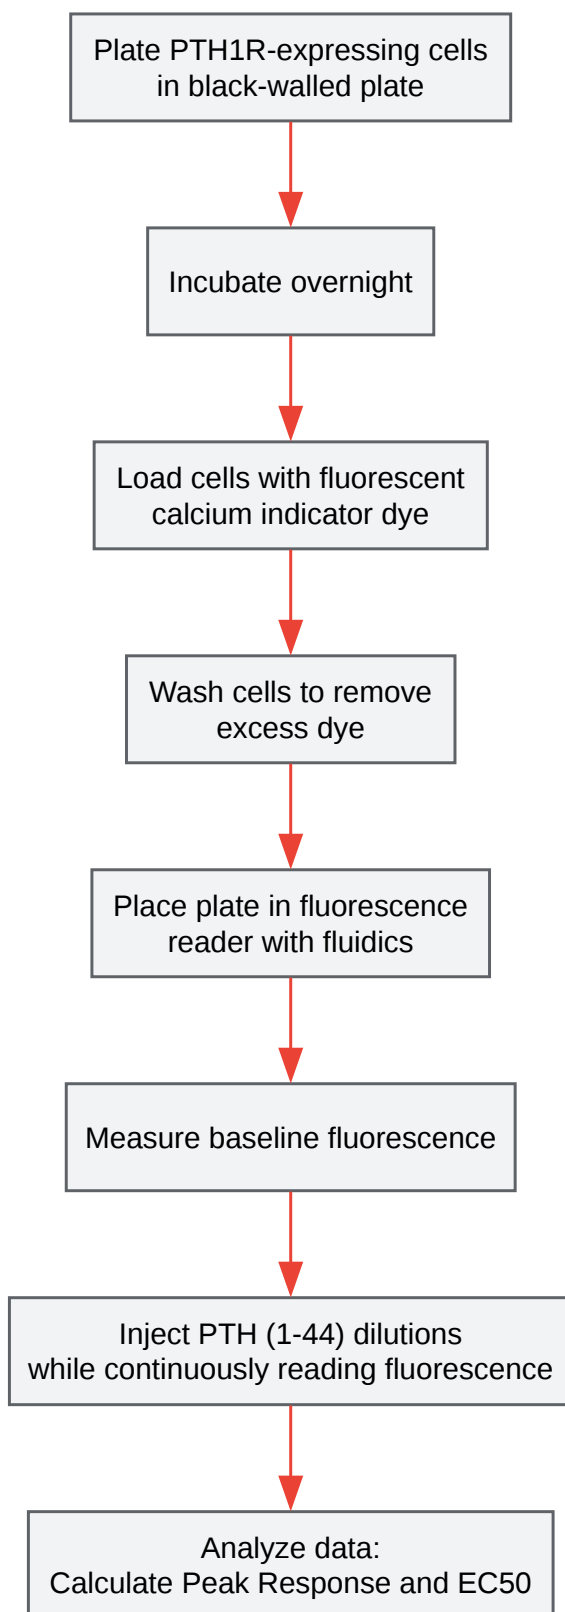 Plate PTH1R-expressing cells
in black-walled plate
Incubate overnight
Load cells with fluorescent
calcium indicator dye
Wash cells to remove
excess dye
Place plate in fluorescence
reader with fluidics
Measure baseline fluorescence
Inject PTH (1-44) dilutions
while continuously reading fluorescence
Analyze data:
Calculate Peak Response and EC50